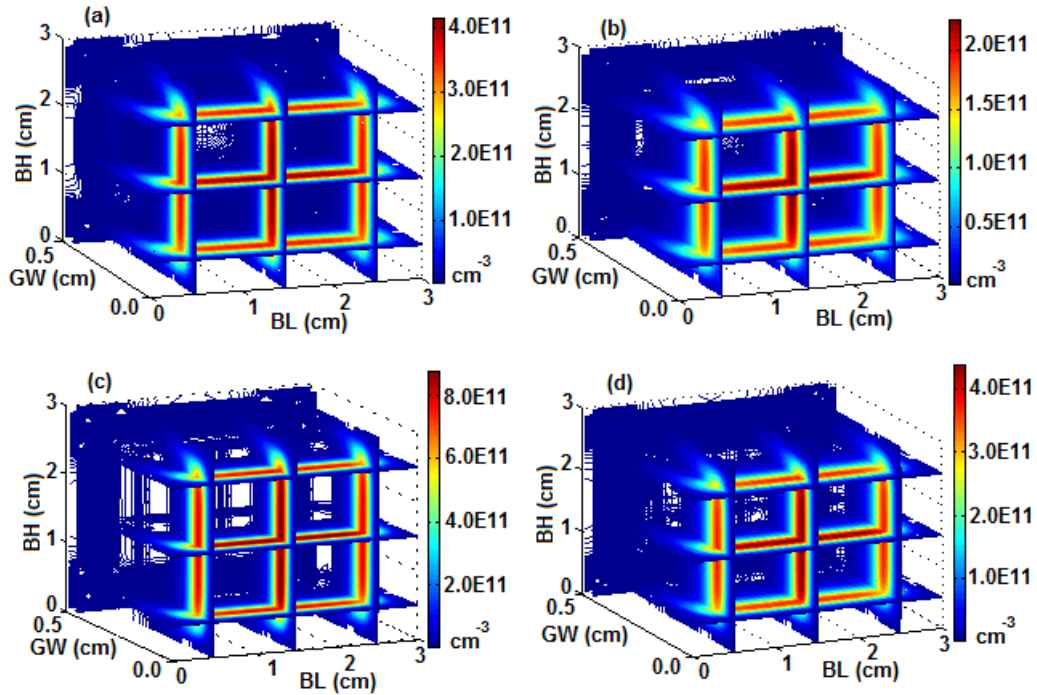 (a)
3
2
1
0
BH (cm)
0.5
GW (cm)
0.0
0
1
2
3
BL (cm)
4.0E11
3.0E11
2.0E11
1.0E11
cm-3
(b)
3
2
1
0
BH (cm)
0.5
GW (cm)
0.0
0
1
2
3
BL (cm)
2.0E11
1.5E11
1.0E11
0.5E11
cm-3
(c)
3
2
1
0
BH (cm)
0.5
GW (cm)
0.0
0
1
2
3
BL (cm)
8.0E11
6.0E11
4.0E11
2.0E11
cm-3
(d)
3
2
1
0
BH (cm)
0.5
GW (cm)
0.0
0
1
2
3
BL (cm)
4.0E11
3.0E11
2.0E11
1.0E11
cm-3